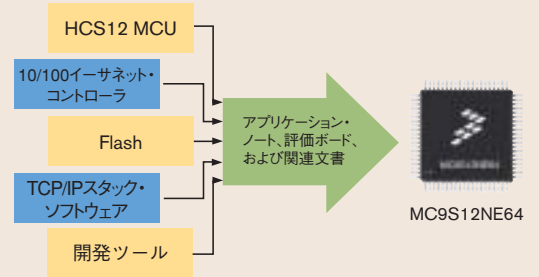 HCS12 MCU
10/100イーサネット・
コントローラ
Flash
TCP/IPスタック・
ソフトウェア
開発ツール
アプリケーション・
ノート、評価ボード、
および関連文書
MC9S12NE64